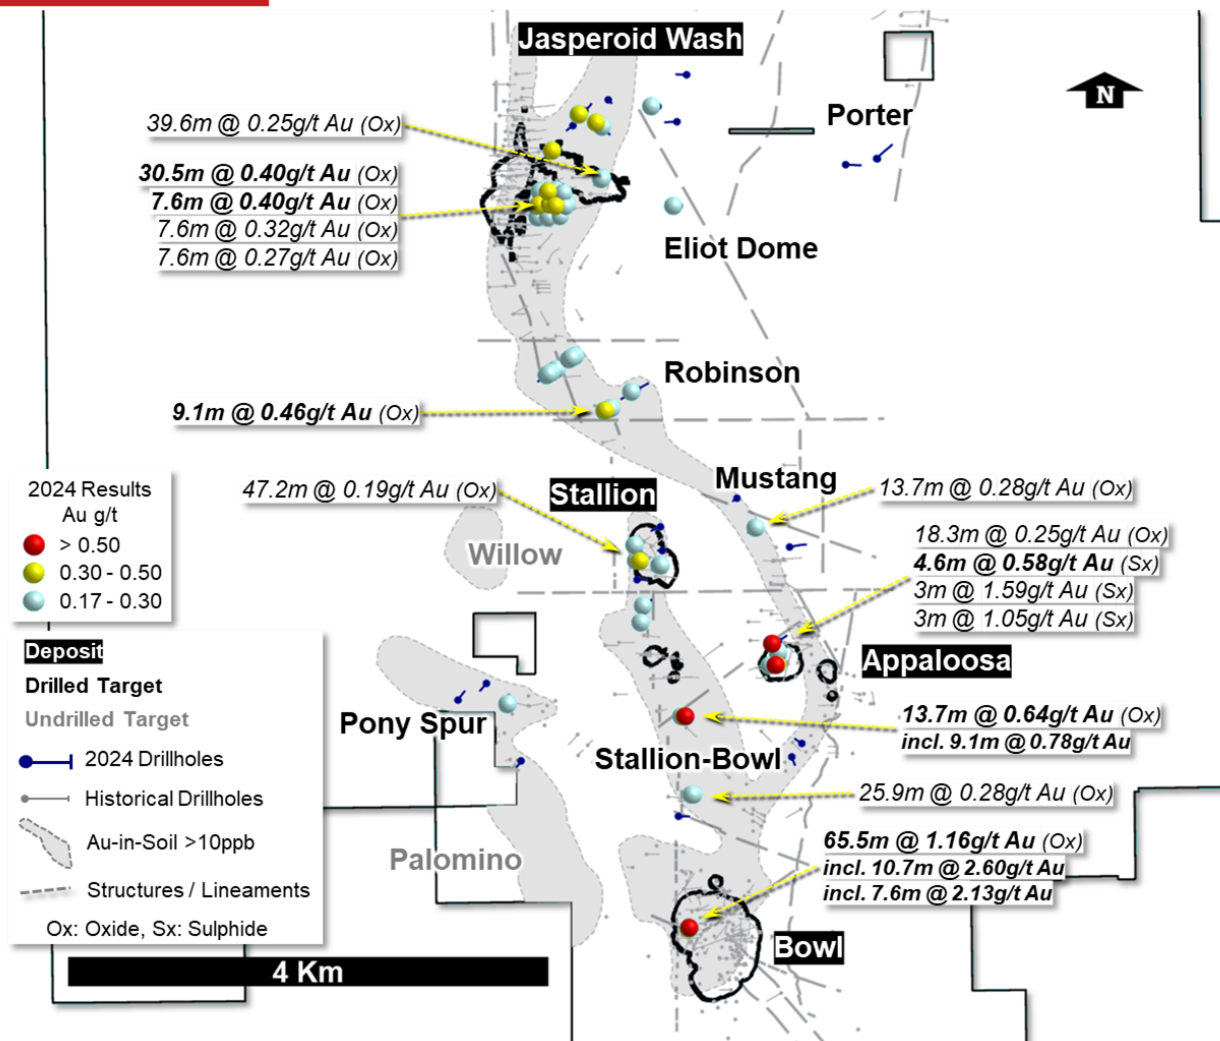 Jasperoid Wash
N
Porter
39.6m @ 0.25g/t Au (Ox)
30.5m @ 0.40g/t Au (Ox)
7.6m @ 0.40g/t Au (Ox)
7.6m @ 0.32g/t Au (Ox)
7.6m @ 0.27g/t Au (Ox)
Eliot Dome
Robinson
9.1m @ 0.46g/t Au (Ox)
Mustang
47.2m @ 0.19g/t Au (Ox)
Stallion
13.7m @ 0.28g/t Au (Ox)
Willow
18.3m @ 0.25g/t Au (Ox)
4.6m @ 0.58g/t Au (Sx)
3m @ 1.59g/t Au (Sx)
3m @ 1.05g/t Au (Sx)
Appaloosa
Pony Spur
13.7m @ 0.64g/t Au (Ox)
incl. 9.1m @ 0.78g/t Au
Stallion-Bowl
25.9m @ 0.28g/t Au (Ox)
Palomino
65.5m @ 1.16g/t Au (Ox)
incl. 10.7m @ 2.60g/t Au
incl. 7.6m @ 2.13g/t Au
Bowl
2024 Results
Au g/t
> 0.50
0.30 - 0.50
0.17 - 0.30
Deposit
Drilled Target
Undrilled Target
2024 Drillholes
Historical Drillholes
Au-in-Soil >10ppb
Structures / Lineaments
Ox: Oxide, Sx: Sulphide
4 Km